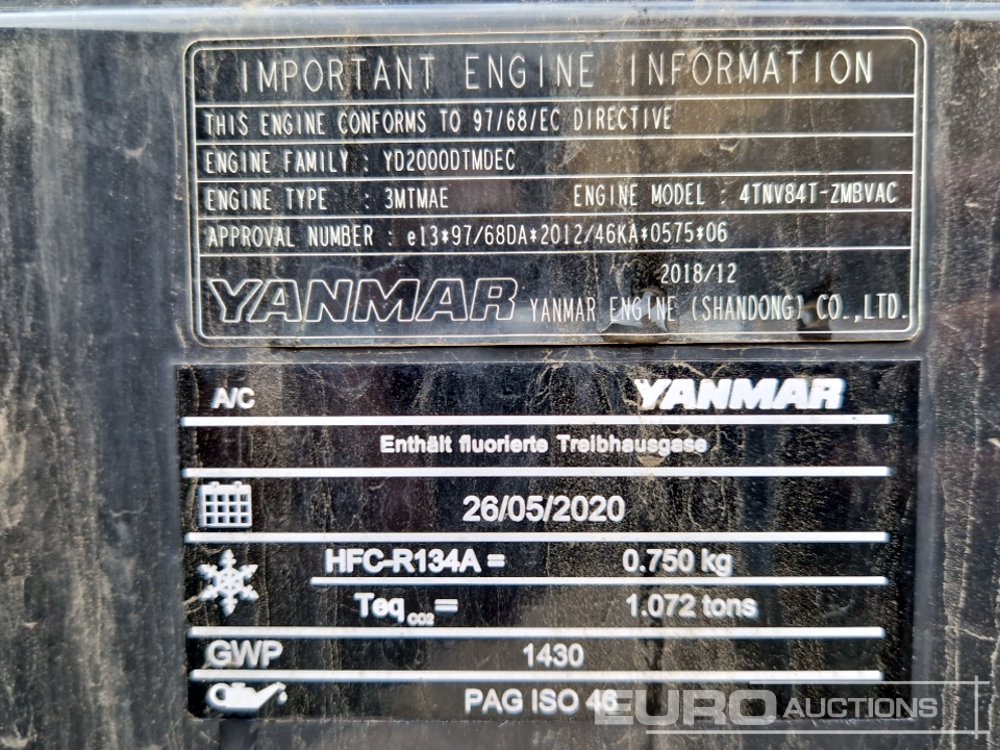 IMPORTANT ENGINE INFORMATION
THIS ENGINE CONFORMS TO 97/68/EC DIRECTIVE
ENGINE FAMILY : YD2000DTMDEC
ENGINE TYPE : 3MTMAE ENGINE MODEL : 4TNV84T-ZMBVAC
APPROVAL NUMBER : e13*97/68DA*2012/46KA*0575*06
2018/12
YANMAR YANMAR ENGINE (SHANDONG) CO.,LTD.
A/C YANMAR
Enthält fluorierte Treibhausgase
26/05/2020
HFC-R134A = 0.750 kg
Teq CO2 = 1.072 tons
GWP 1430
PAG ISO 46
EURO AUCTIONS